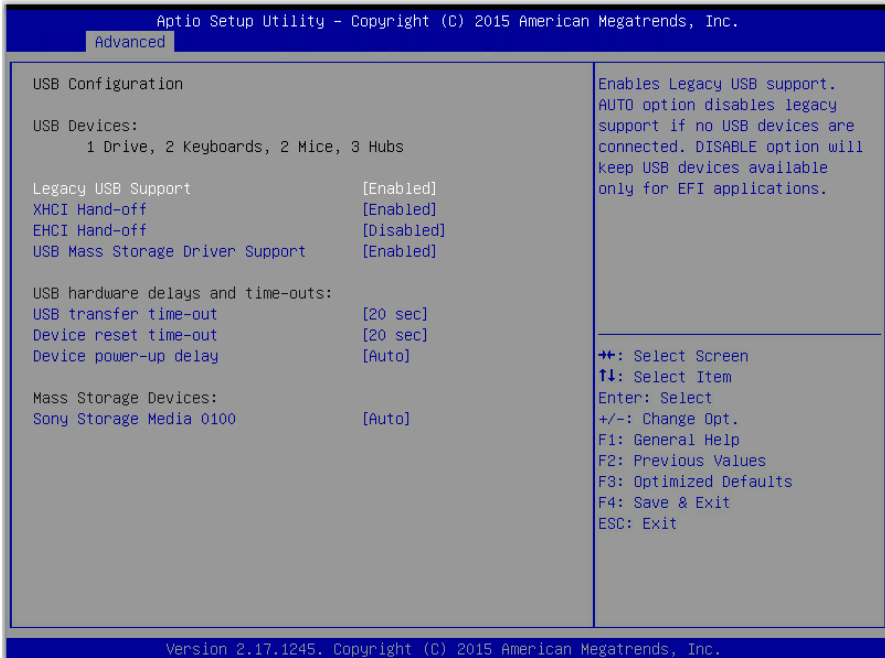 Aptio Setup Utility – Copyright (C) 2015 American Megatrends, Inc.
Advanced
USB Configuration
USB Devices:
1 Drive, 2 Keyboards, 2 Mice, 3 Hubs
Legacy USB Support [Enabled]
XHCI Hand-off [Enabled]
EHCI Hand-off [Disabled]
USB Mass Storage Driver Support [Enabled]
USB hardware delays and time-outs:
USB transfer time-out [20 sec]
Device reset time-out [20 sec]
Device power-up delay [Auto]
Mass Storage Devices:
Sony Storage Media 0100 [Auto]
Enables Legacy USB support.
AUTO option disables legacy
support if no USB devices are
connected. DISABLE option will
keep USB devices available
only for EFI applications.
→←: Select Screen
↑↓: Select Item
Enter: Select
+/-: Change Opt.
F1: General Help
F2: Previous Values
F3: Optimized Defaults
F4: Save & Exit
ESC: Exit
Version 2.17.1245. Copyright (C) 2015 American Megatrends, Inc.